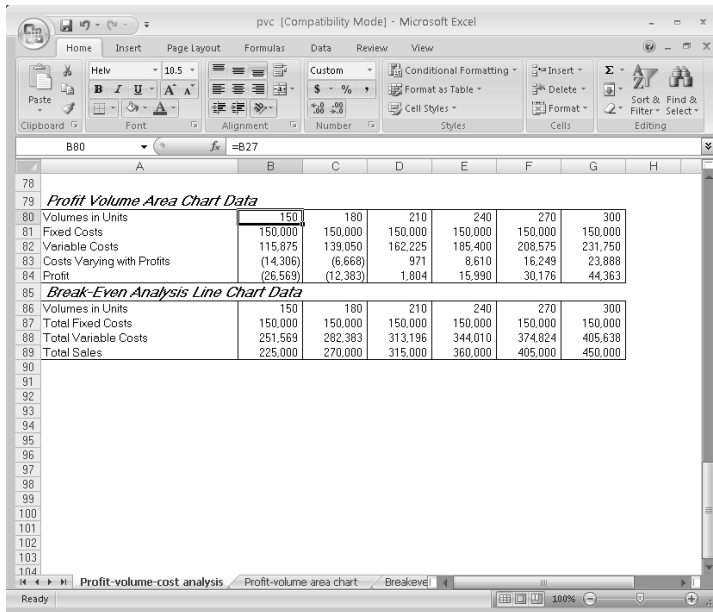 pvc [Compatibility Mode] - Microsoft Excel
Home Insert Page Layout Formulas Data Review View
Paste
Helv 10.5
B I U A A
A
Custom
$ % ,
.0 .00 .00 .0
Conditional Formatting
Format as Table
Cell Styles
Insert
Delete
Format
Σ
A Z
Sort & Filter
Find & Select
Clipboard Font Alignment Number Styles Cells Editing
B80 fx =B27
A B C D E F G H
78
79 Profit Volume Area Chart Data
80 Volumes in Units 150 180 210 240 270 300
81 Fixed Costs 150,000 150,000 150,000 150,000 150,000 150,000
82 Variable Costs 115,875 139,050 162,225 185,400 208,575 231,750
83 Costs Varying with Profits (14,306) (6,668) 971 8,610 16,249 23,888
84 Profit (26,569) (12,383) 1,804 15,990 30,176 44,363
85 Break-Even Analysis Line Chart Data
86 Volumes in Units 150 180 210 240 270 300
87 Total Fixed Costs 150,000 150,000 150,000 150,000 150,000 150,000
88 Total Variable Costs 251,569 282,383 313,196 344,010 374,824 405,638
89 Total Sales 225,000 270,000 315,000 360,000 405,000 450,000
90
91
92
93
94
95
96
97
98
99
100
101
102
103
104
Profit-volume-cost analysis Profit-volume area chart Breakeve
Ready 100%